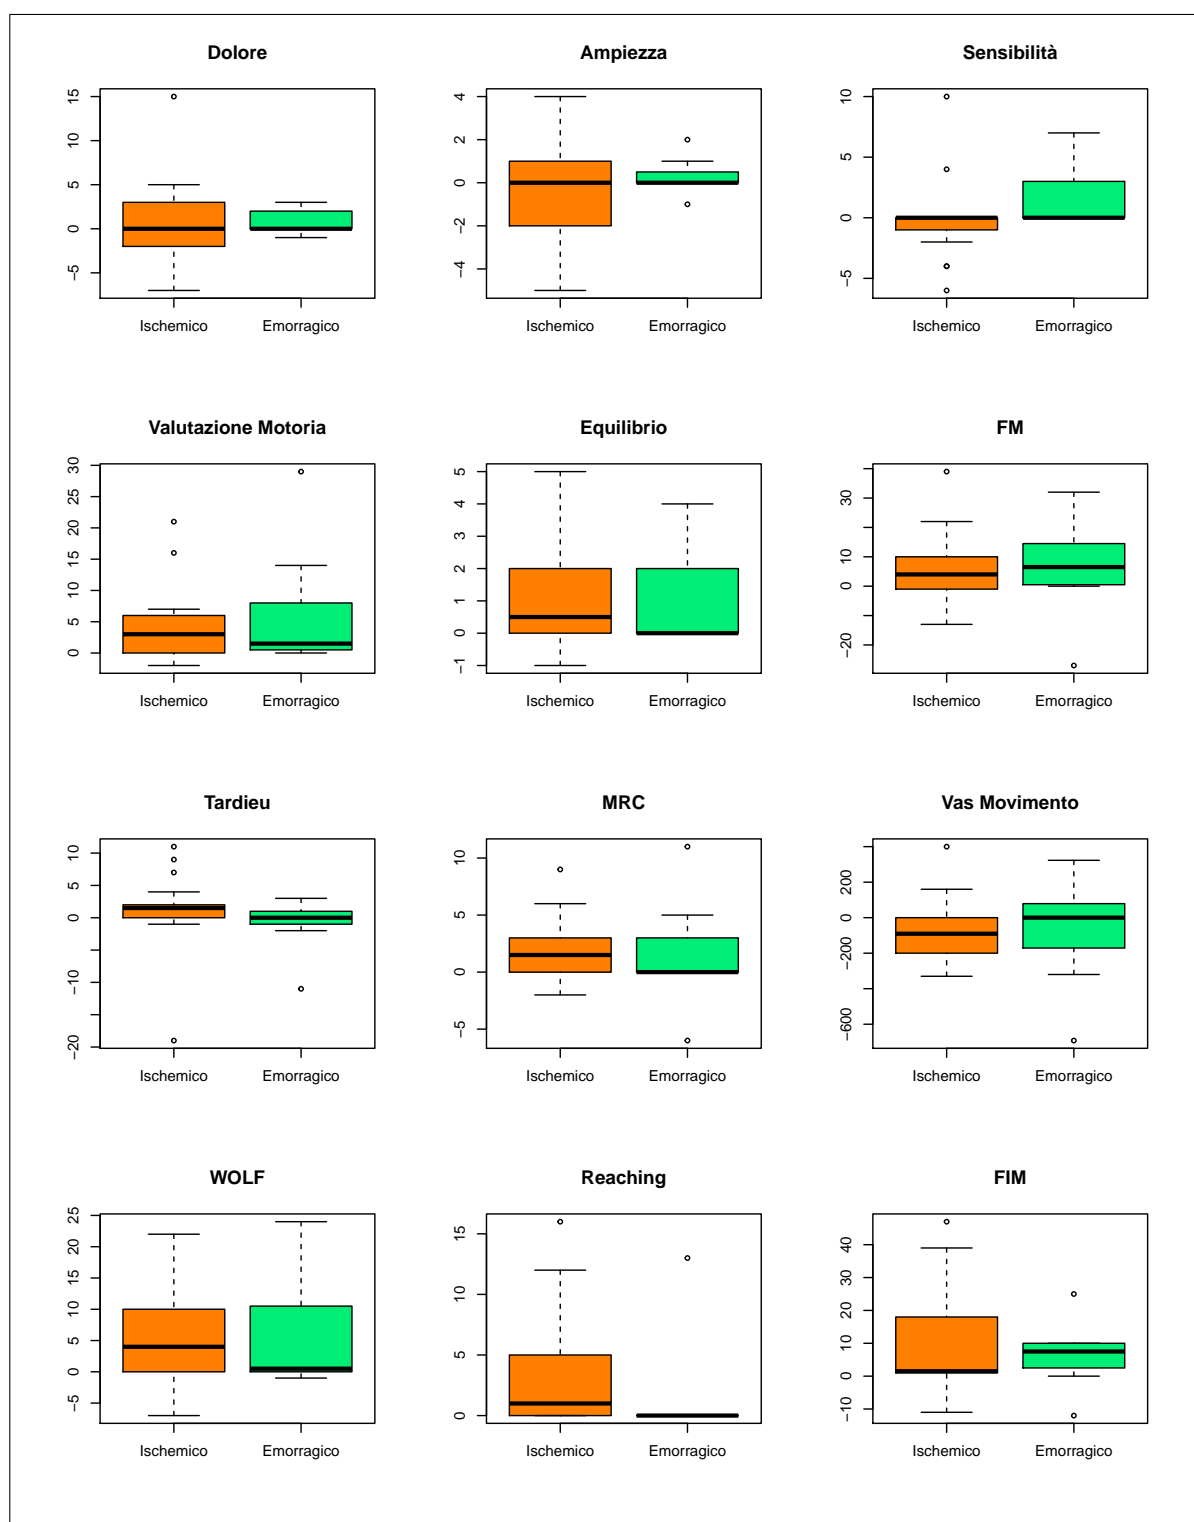 Dolore Ampiezza Sensibilità
15 10 5 0 −5
4 2 0 −2 −4
10 5 0 −5
Ischemico Emorragico Ischemico Emorragico Ischemico Emorragico
Valutazione Motoria Equilibrio FM
30 25 20 15 10 5 0
5 4 3 2 1 0 −1
30 10 0 −20
Ischemico Emorragico Ischemico Emorragico Ischemico Emorragico
Tardieu MRC Vas Movimento
10 5 0 −10 −20
10 5 0 −5
200 0 −200 −600
Ischemico Emorragico Ischemico Emorragico Ischemico Emorragico
WOLF Reaching FIM
25 20 15 10 5 0 −5
15 10 5 0
40 30 20 10 0 −10
Ischemico Emorragico Ischemico Emorragico Ischemico Emorragico